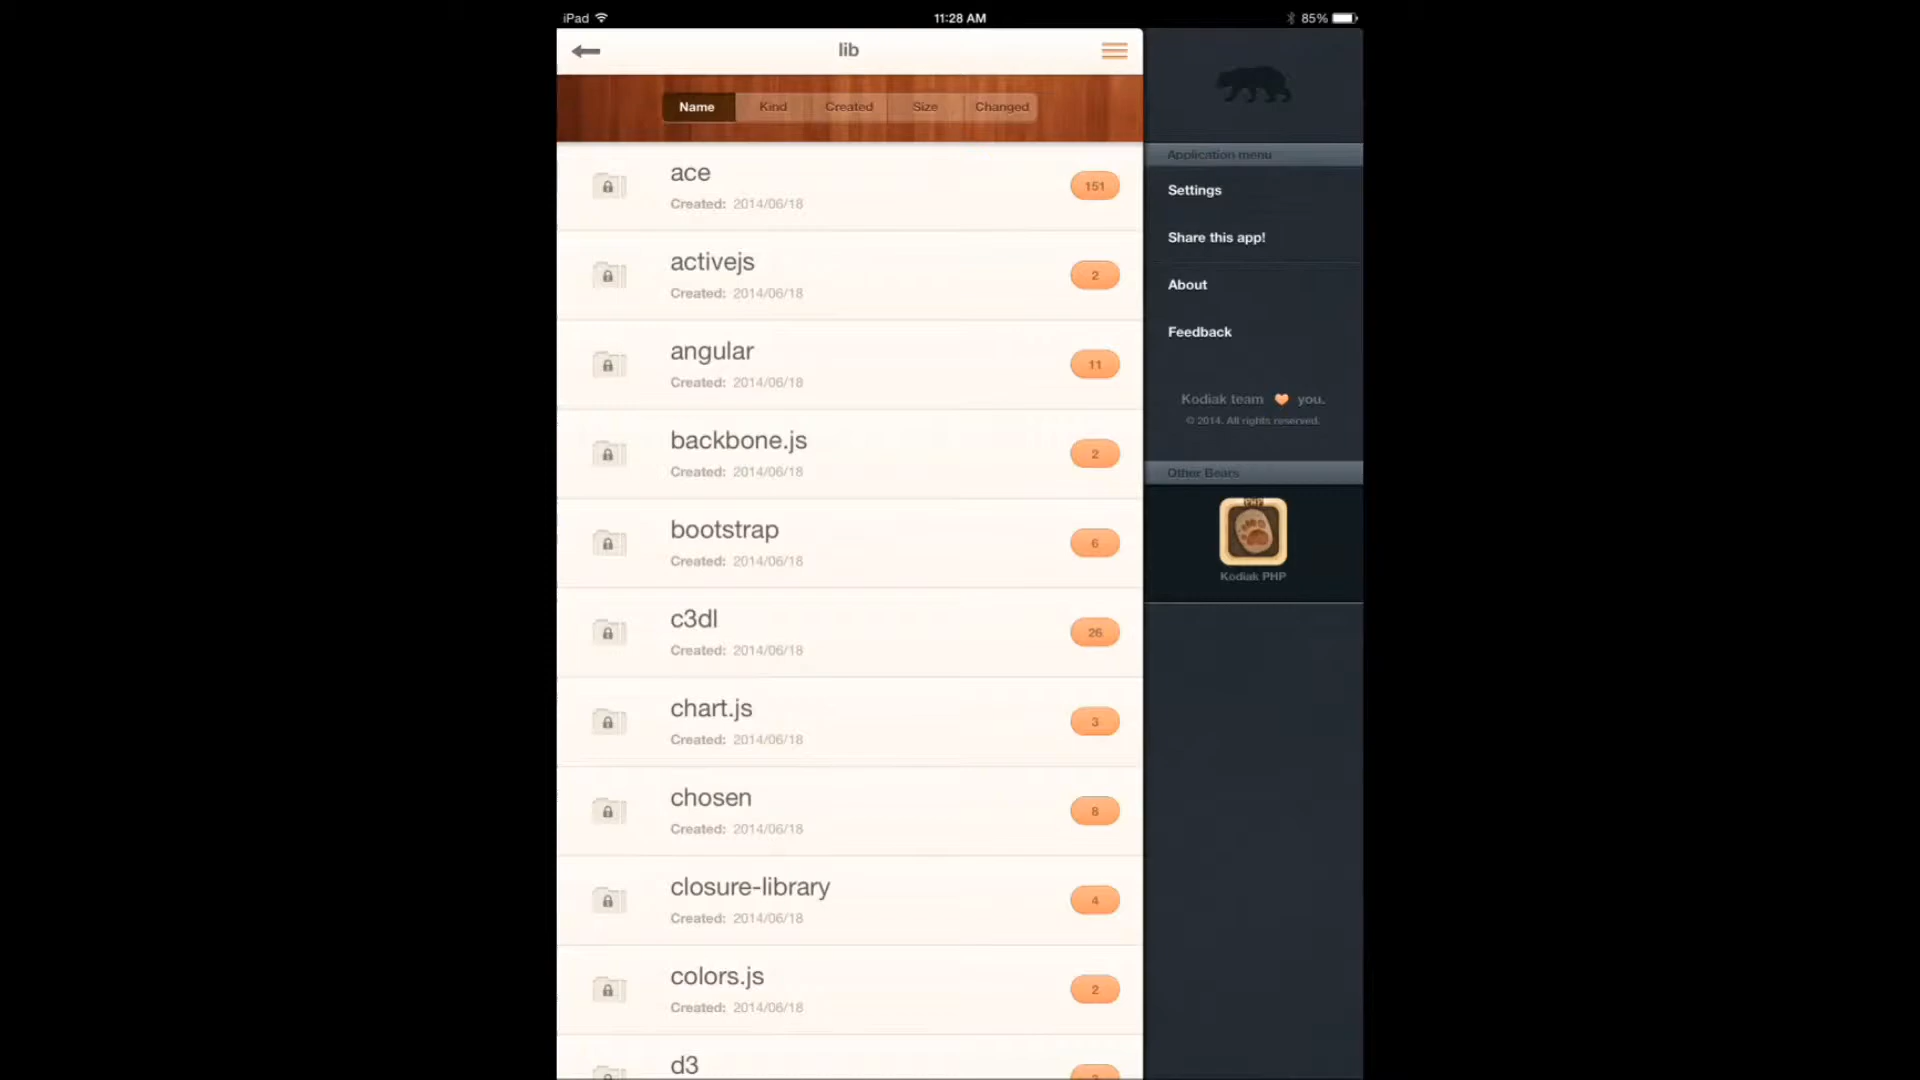 iPad 11:28 AM 85%
lib
Name Kind Created Size Changed
ace
Created: 2014/06/18
151
activejs
Created: 2014/06/18
2
angular
Created: 2014/06/18
11
backbone.js
Created: 2014/06/18
2
bootstrap
Created: 2014/06/18
6
c3dl
Created: 2014/06/18
26
chart.js
Created: 2014/06/18
3
chosen
Created: 2014/06/18
8
closure-library
Created: 2014/06/18
4
colors.js
Created: 2014/06/18
2
d3
Application menu
Settings
Share this app!
About
Feedback
Kodiak team you.
© 2014. All rights reserved.
Other Bears
PHP
Kodiak PHP